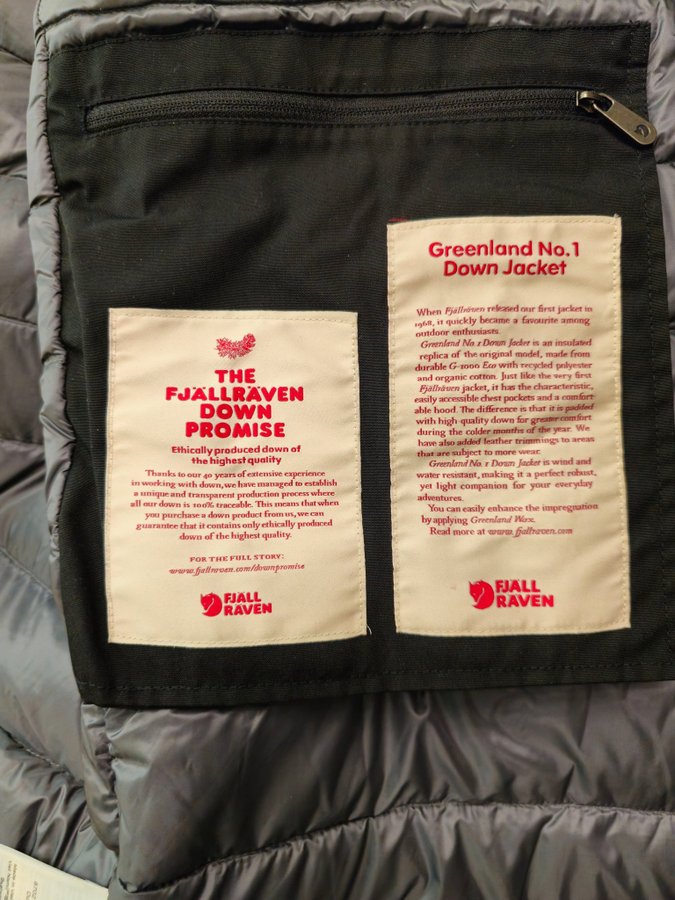 THE
FJÄLLRÄVEN
DOWN
PROMISE
Ethically produced down of
the highest quality
Thanks to our 40 years of extensive experience
in working with down, we have managed to establish
a unique and transparent production process where
all our down is 100% traceable. This means that when
you purchase a down product from us, we can
guarantee that it contains only ethically produced
down of the highest quality.
FOR THE FULL STORY:
www.fjallraven.com/downpromise
FJÄLL
RÄVEN
Greenland No.1
Down Jacket
When Fjällräven released our first jacket in
1968, it quickly became a favourite among
outdoor enthusiasts.
Greenland No. 1 Down Jacket is an insulated
replica of the original model, made from
durable G-1000 Eco with recycled polyester
and organic cotton. Just like the very first
Fjällräven jacket, it has the characteristic,
easily accessible chest pockets and a comfort-
able hood. The difference is that it is padded
with high-quality down for greater comfort
during the colder months of the year. We
have also added leather trimmings to areas
that are subject to more wear.
Greenland No. 1 Down Jacket is wind and
water resistant, making it a perfect robust,
yet light companion for your everyday
adventures.
You can easily enhance the impregnation
by applying Greenland Wax.
Read more at www.fjallraven.com
FJÄLL
RÄVEN